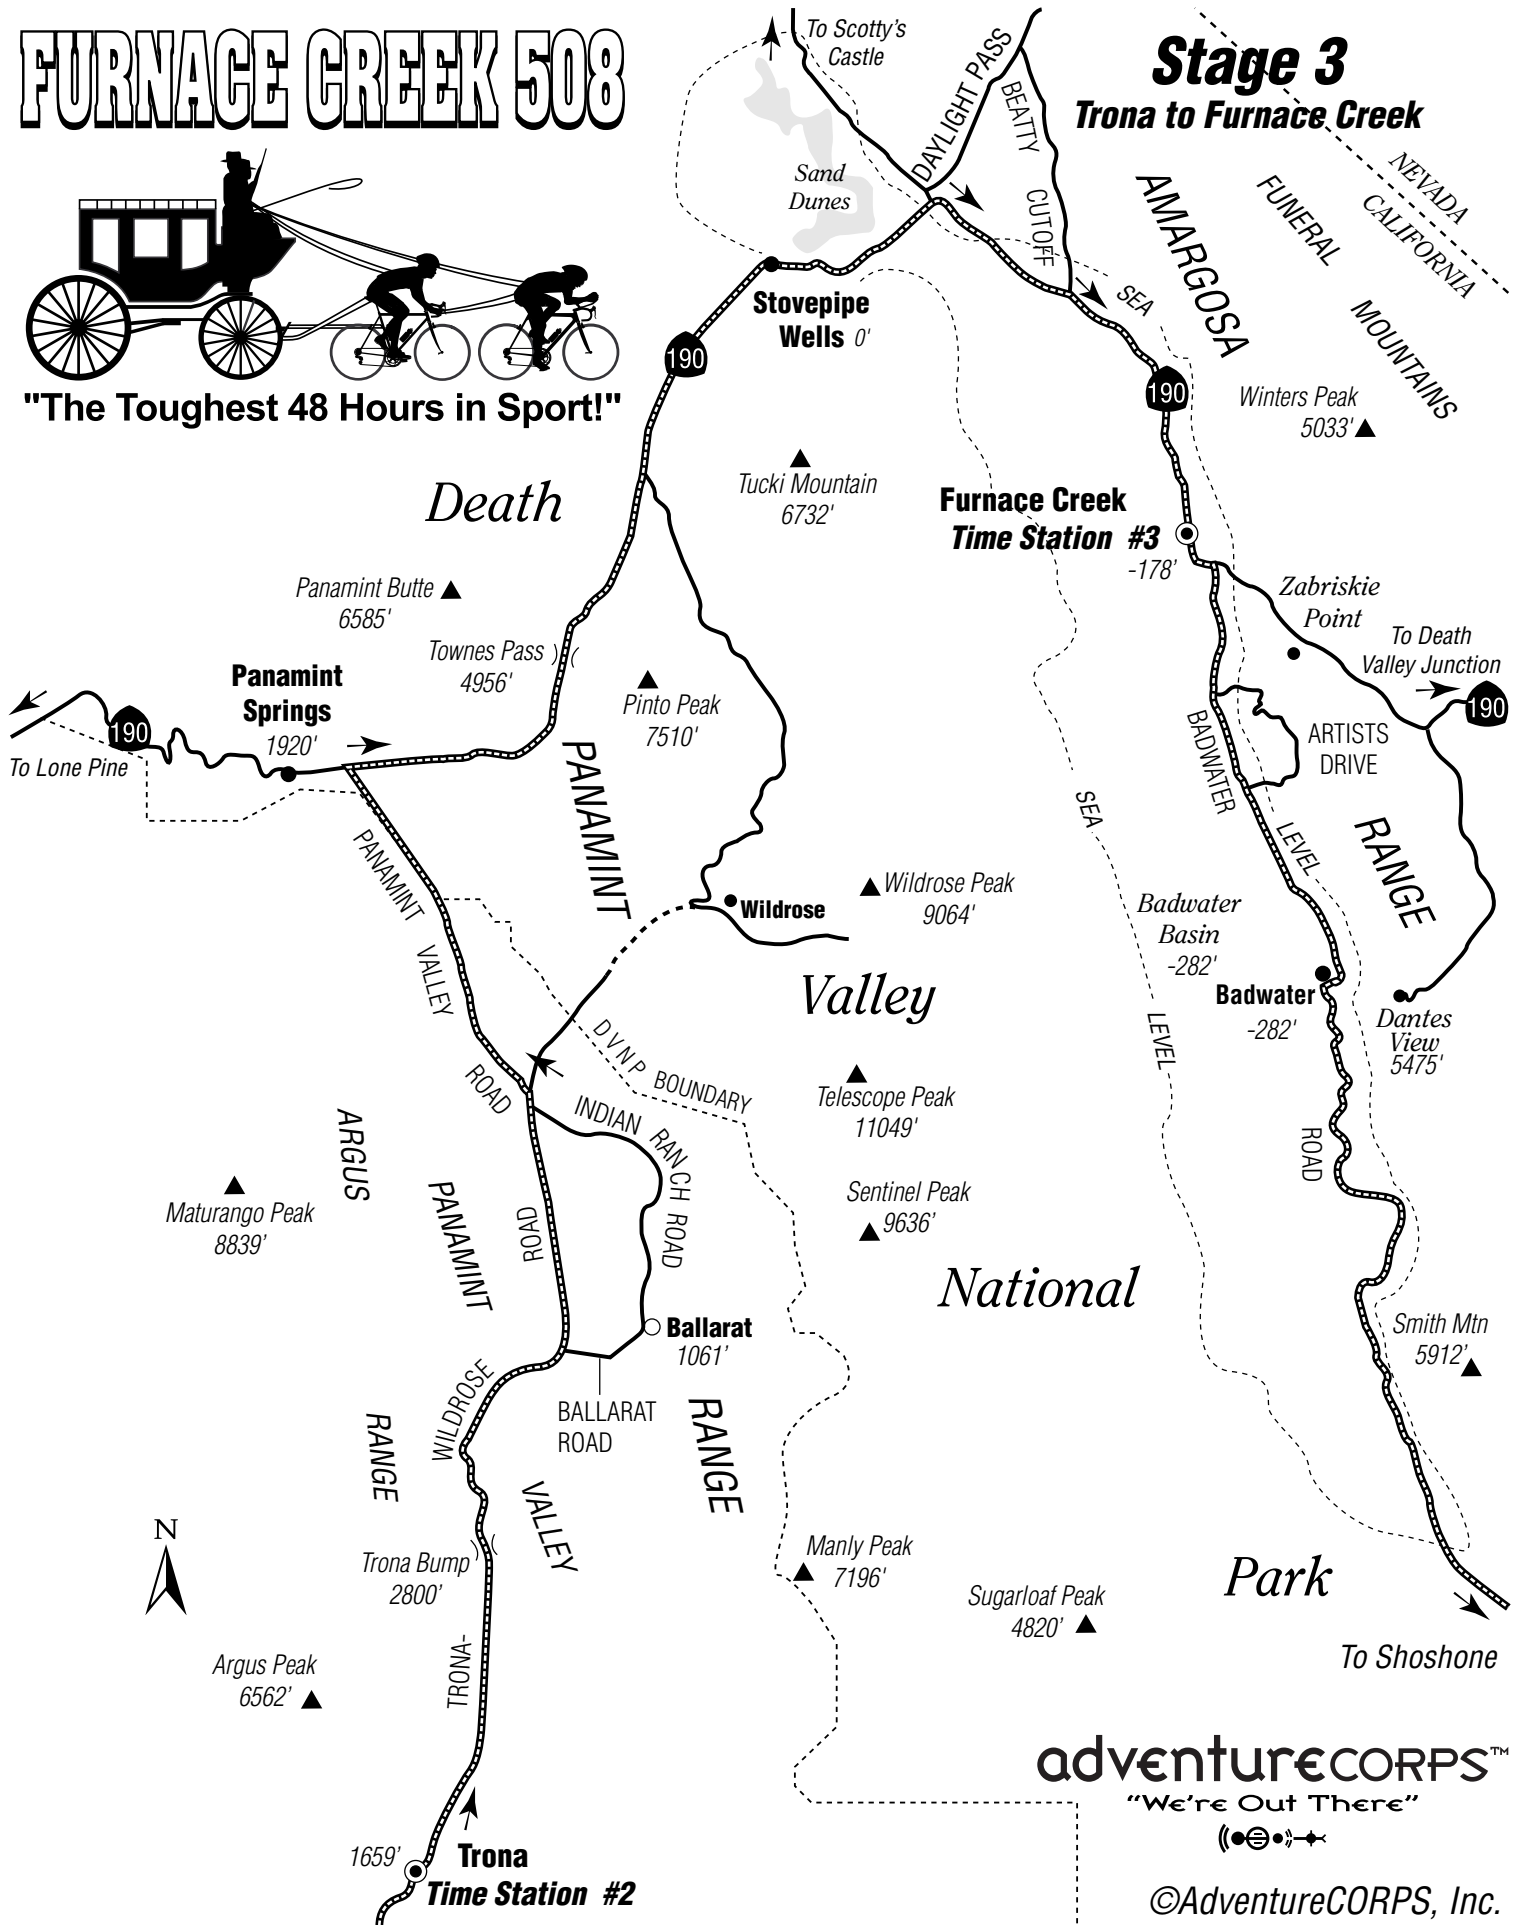 FURNACE CREEK 508
"The Toughest 48 Hours in Sport!"
Stage 3
Trona to Furnace Creek
To Scotty's
Castle
DAYLIGHT PASS
BEATTY
CUTOFF
Sand
Dunes
NEVADA
CALIFORNIA
AMARGOSA
FUNERAL
MOUNTAINS
SEA
Stovepipe
Wells 0'
190
190
Winters Peak
5033'
Tucki Mountain
6732'
Death
Furnace Creek
Time Station #3
-178'
Panamint Butte
6585'
Townes Pass
4956'
Zabriskie
Point
To Death
Valley Junction
190
Panamint
Springs
1920'
190
To Lone Pine
Pinto Peak
7510'
BADWATER
ARTISTS
DRIVE
PANAMINT
PANAMINT
VALLEY
ROAD
SEA
LEVEL
RANGE
Wildrose
Wildrose Peak
9064'
Badwater
Basin
-282'
Valley
Badwater
-282'
Dantes
View
5475'
LEVEL
DVNP BOUNDARY
Telescope Peak
11049'
INDIAN RANCH ROAD
ARGUS
ROAD
Maturango Peak
8839'
PANAMINT
ROAD
Sentinel Peak
9636'
National
Ballarat
1061'
Smith Mtn
5912'
WILDROSE
BALLARAT
ROAD
RANGE
RANGE
VALLEY
N
Trona Bump
2800'
Manly Peak
7196'
Sugarloaf Peak
4820'
Park
To Shoshone
TRONA-
Argus Peak
6562'
adventureCORPS™
"We're Out There"
1659'
Trona
Time Station #2
©AdventureCORPS, Inc.